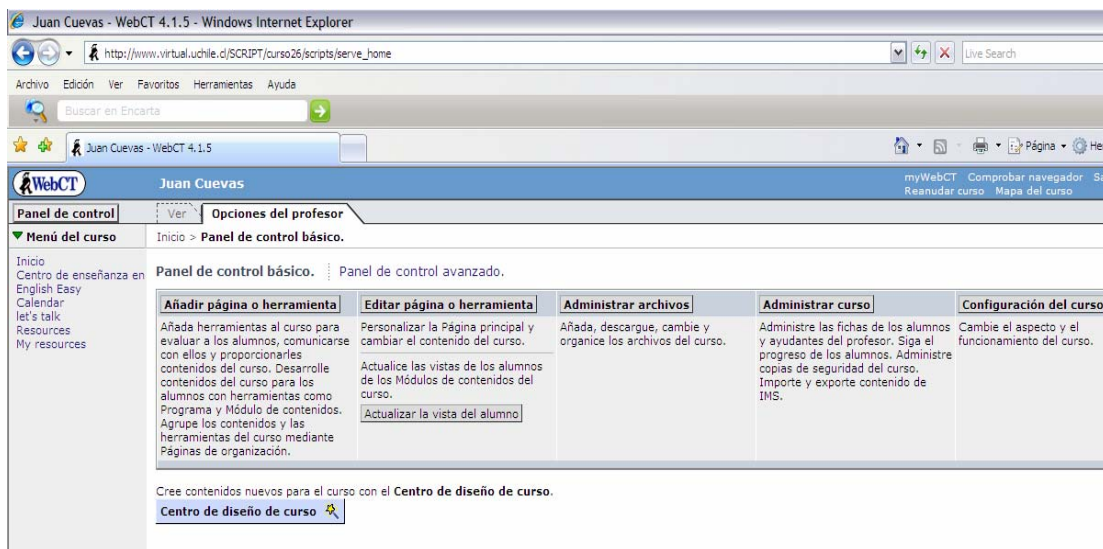 Juan Cuevas - WebCT 4.1.5 - Windows Internet Explorer
http://www.virtual.uchile.cl/SCRIPT/curso26/scripts/serve_home
Live Search
Archivo Edición Ver Favoritos Herramientas Ayuda
Buscar en Encarta
Juan Cuevas - WebCT 4.1.5
Página
He
WebCT
Juan Cuevas
myWebCT Comprobar navegador Sa
Reanudar curso Mapa del curso
Panel de control
Ver
Opciones del profesor
Menú del curso
Inicio > Panel de control básico.
Inicio
Centro de enseñanza en
English Easy
Calendar
let's talk
Resources
My resources
Panel de control básico.
Panel de control avanzado.
Añadir página o herramienta
Añada herramientas al curso para
evaluar a los alumnos, comunicarse
con ellos y proporcionarles
contenidos del curso. Desarrolle
contenidos del curso para los
alumnos con herramientas como
Programa y Módulo de contenidos.
Agrupe los contenidos y las
herramientas del curso mediante
Páginas de organización.
Editar página o herramienta
Personalizar la Página principal y
cambiar el contenido del curso.
Actualice las vistas de los alumnos
de los Módulos de contenidos del
curso.
Actualizar la vista del alumno
Administrar archivos
Añada, descargue, cambie y
organice los archivos del curso.
Administrar curso
Administre las fichas de los alumnos
y ayudantes del profesor. Siga el
progreso de los alumnos. Administre
copias de seguridad del curso.
Importe y exporte contenido de
IMS.
Configuración del curso
Cambie el aspecto y el
funcionamiento del curso.
Cree contenidos nuevos para el curso con el Centro de diseño de curso.
Centro de diseño de curso